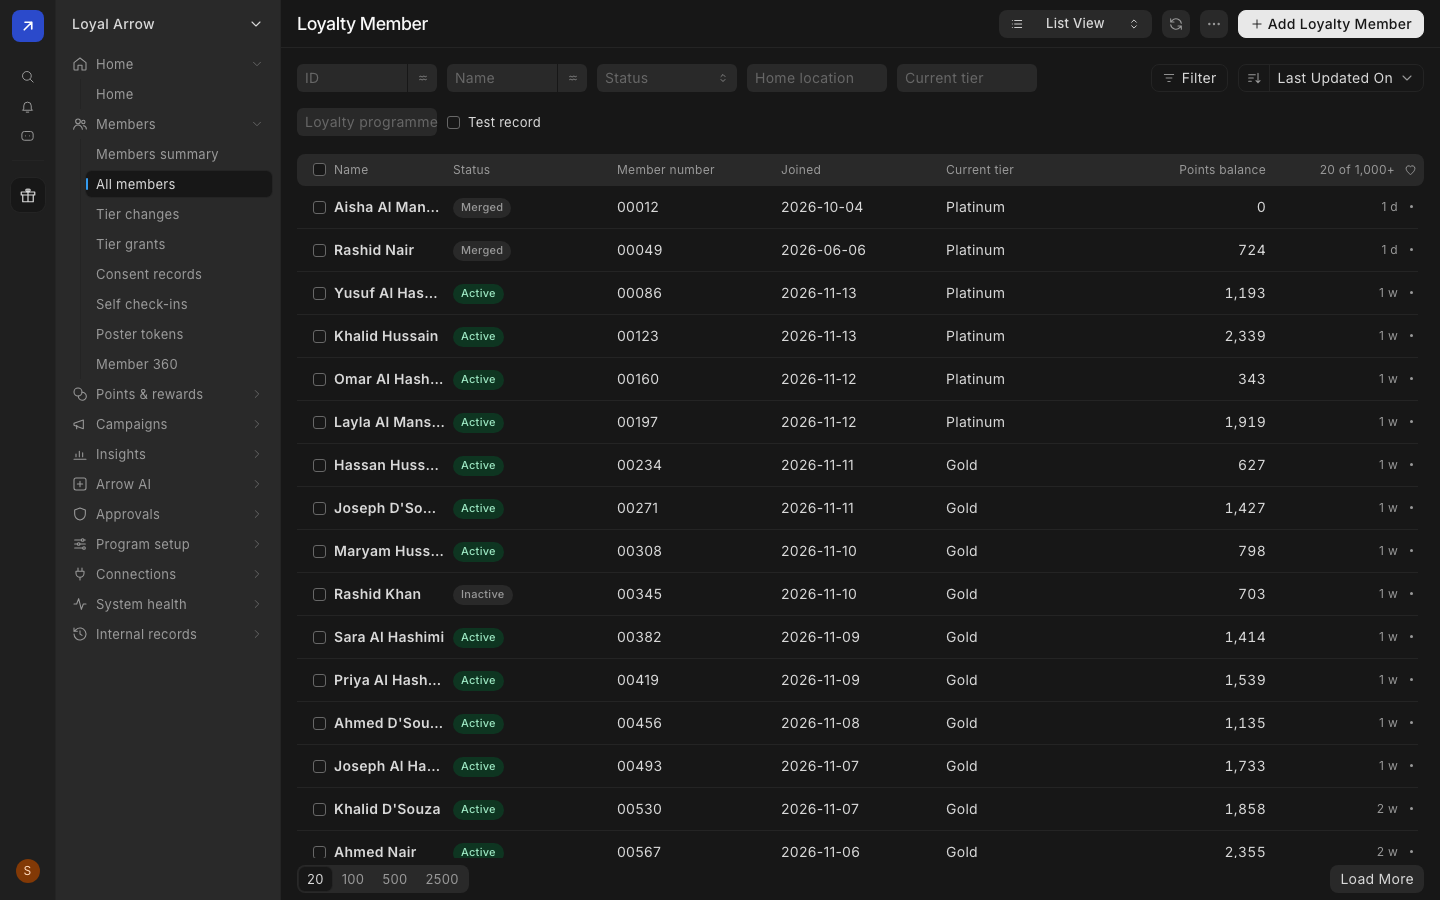 Loyal Arrow
Home
Home
Members
Members summary
All members
Tier changes
Tier grants
Consent records
Self check-ins
Poster tokens
Member 360
Points & rewards
Campaigns
Insights
Arrow AI
Approvals
Program setup
Connections
System health
Internal records
S
Loyalty Member
List View
+ Add Loyalty Member
ID = Name = Status Home location Current tier Filter Last Updated On
Loyalty programme Test record
Name Status Member number Joined Current tier Points balance 20 of 1,000+
Aisha Al Man... Merged 00012 2026-10-04 Platinum 0 1 d
Rashid Nair Merged 00049 2026-06-06 Platinum 724 1 d
Yusuf Al Has... Active 00086 2026-11-13 Platinum 1,193 1 w
Khalid Hussain Active 00123 2026-11-13 Platinum 2,339 1 w
Omar Al Hash... Active 00160 2026-11-12 Platinum 343 1 w
Layla Al Mans... Active 00197 2026-11-12 Platinum 1,919 1 w
Hassan Huss... Active 00234 2026-11-11 Gold 627 1 w
Joseph D'So... Active 00271 2026-11-11 Gold 1,427 1 w
Maryam Huss... Active 00308 2026-11-10 Gold 798 1 w
Rashid Khan Inactive 00345 2026-11-10 Gold 703 1 w
Sara Al Hashimi Active 00382 2026-11-09 Gold 1,414 1 w
Priya Al Hash... Active 00419 2026-11-09 Gold 1,539 1 w
Ahmed D'Sou... Active 00456 2026-11-08 Gold 1,135 1 w
Joseph Al Ha... Active 00493 2026-11-07 Gold 1,733 1 w
Khalid D'Souza Active 00530 2026-11-07 Gold 1,858 2 w
Ahmed Nair Active 00567 2026-11-06 Gold 2,355 2 w
20 100 500 2500 Load More